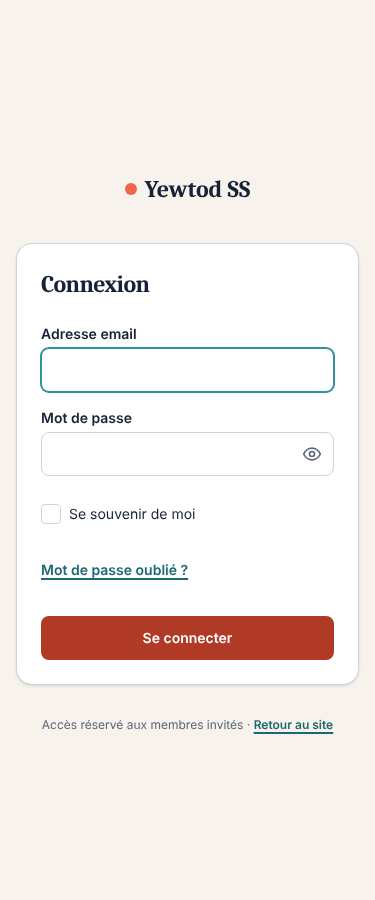 Yewtod SS
Connexion
Adresse email
Mot de passe
Se souvenir de moi
Mot de passe oublié ?
Se connecter
Accès réservé aux membres invités · Retour au site